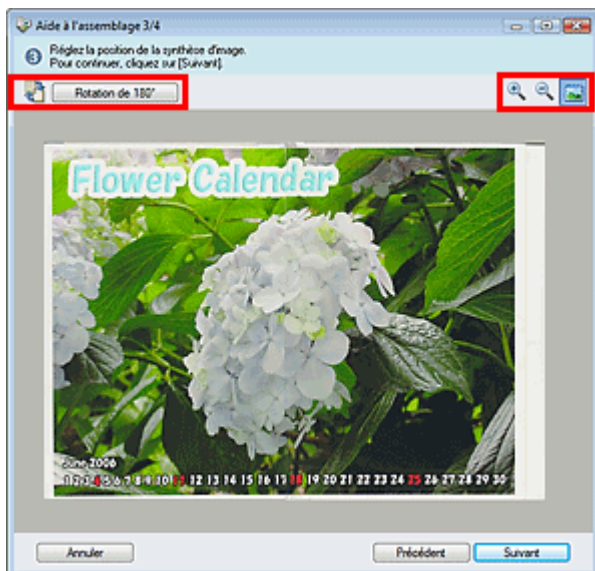 Aide à l'assemblage 3/4
3 Réglez la position de la synthèse d'image.
Pour continuer, cliquez sur [Suivant].
Rotation de 180°
Flower Calendar
June 2006
1 2 3 4 5 6 7 8 9 10 11 12 13 14 15 16 17 18 19 20 21 22 23 24 25 26 27 28 29 30
Annuler Précédent Suivant